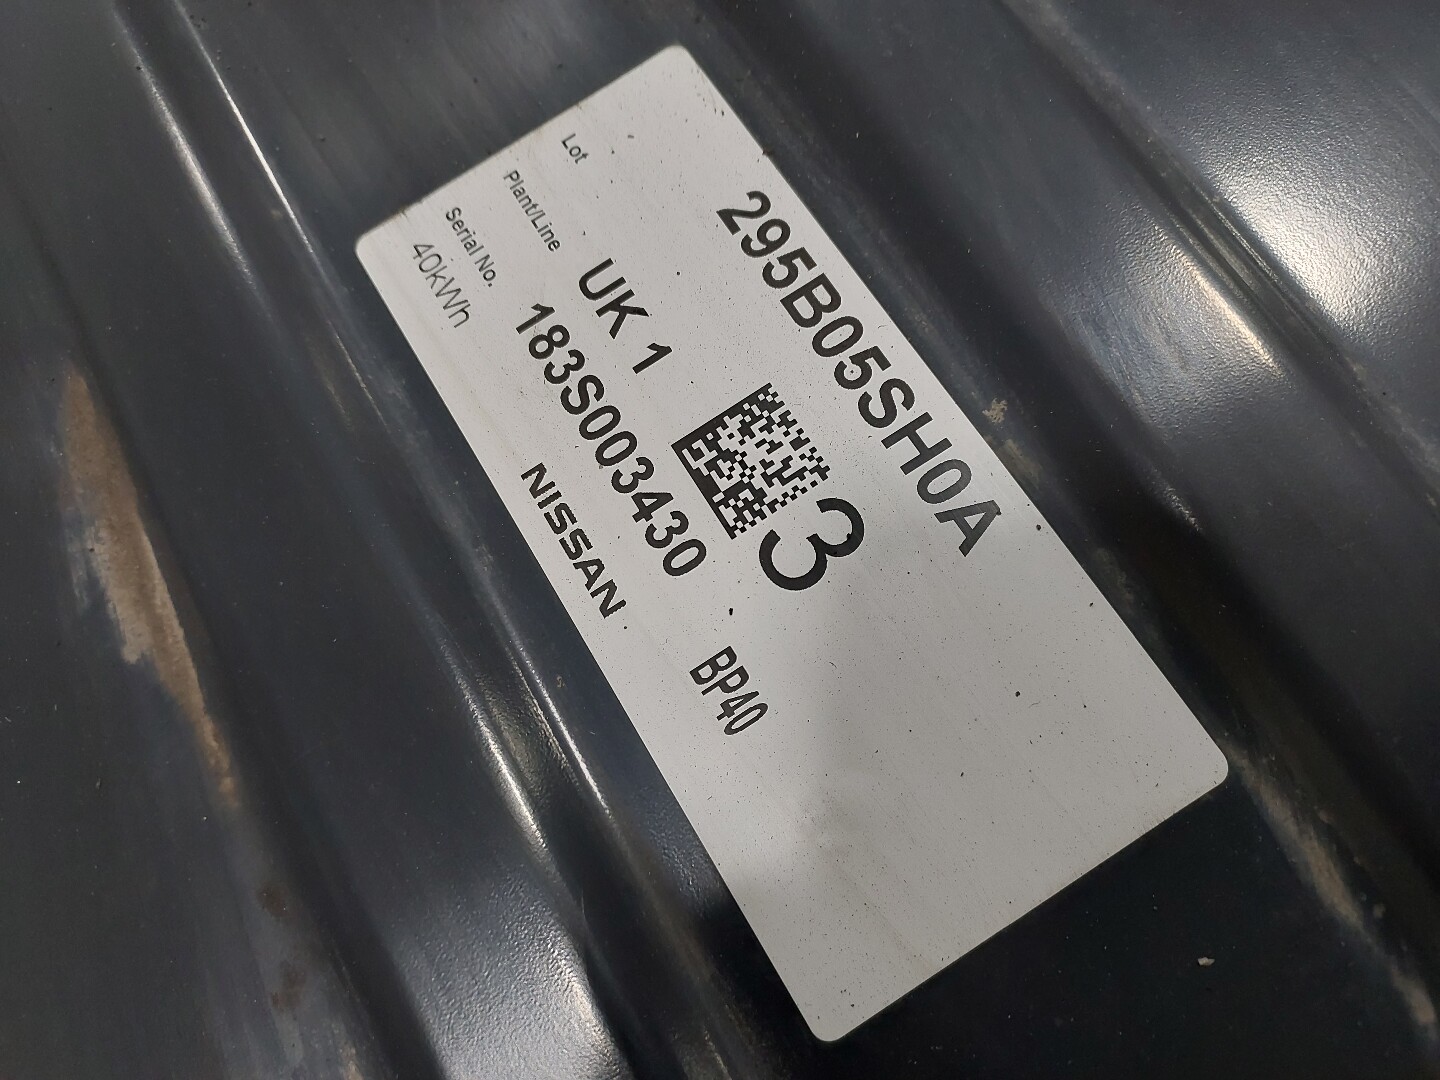 295B05SH0A
Lot
3
Plant/Line UK 1
Serial No. 183S003430 BP40
40kWh NISSAN